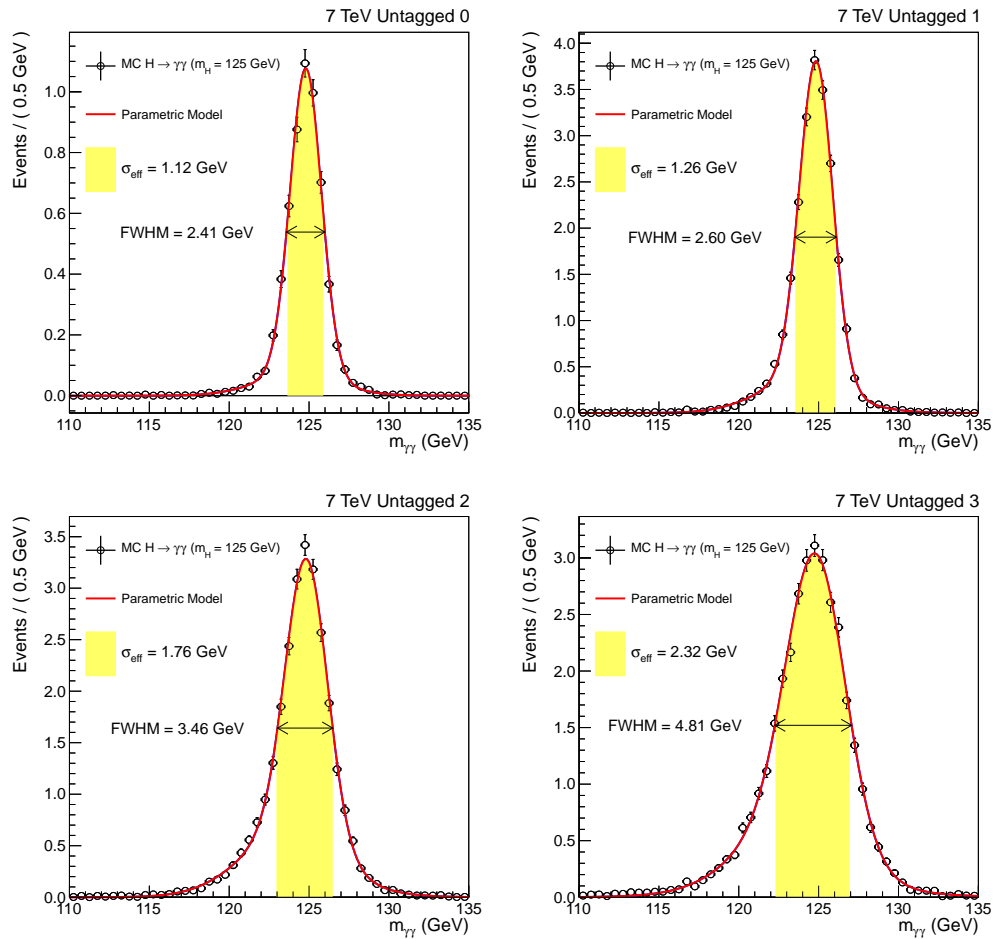 7 TeV Untagged 0
Events / ( 0.5 GeV )
MC H → γγ (m_H = 125 GeV)
Parametric Model
σ_eff = 1.12 GeV
FWHM = 2.41 GeV
1.0
0.8
0.6
0.4
0.2
0.0
110 115 120 125 130 135
m_γγ (GeV)
7 TeV Untagged 1
Events / ( 0.5 GeV )
MC H → γγ (m_H = 125 GeV)
Parametric Model
σ_eff = 1.26 GeV
FWHM = 2.60 GeV
4.0
3.5
3.0
2.5
2.0
1.5
1.0
0.5
0.0
110 115 120 125 130 135
m_γγ (GeV)
7 TeV Untagged 2
Events / ( 0.5 GeV )
MC H → γγ (m_H = 125 GeV)
Parametric Model
σ_eff = 1.76 GeV
FWHM = 3.46 GeV
3.5
3.0
2.5
2.0
1.5
1.0
0.5
0.0
110 115 120 125 130 135
m_γγ (GeV)
7 TeV Untagged 3
Events / ( 0.5 GeV )
MC H → γγ (m_H = 125 GeV)
Parametric Model
σ_eff = 2.32 GeV
FWHM = 4.81 GeV
3.0
2.5
2.0
1.5
1.0
0.5
0.0
110 115 120 125 130 135
m_γγ (GeV)